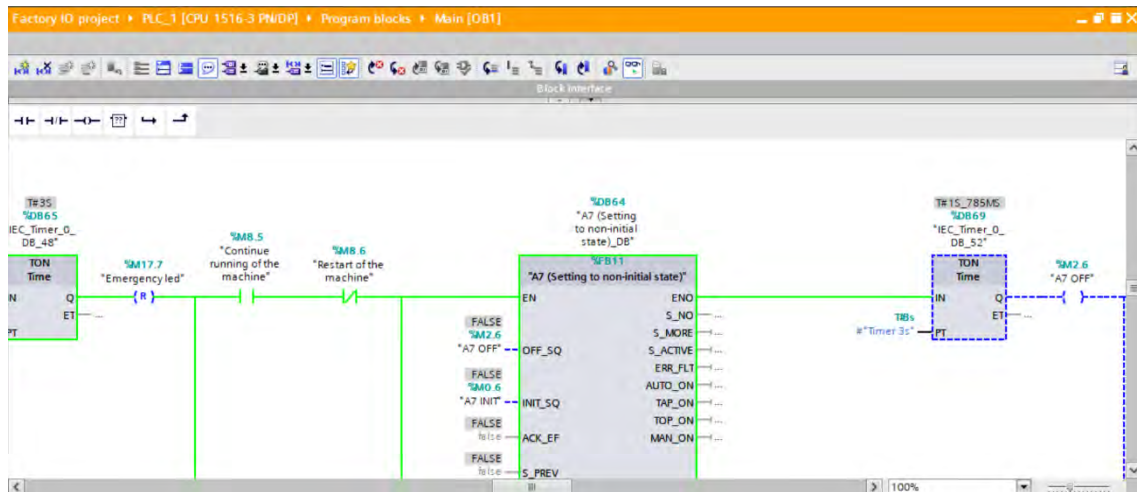 Factory IO project ▸ PLC_1 [CPU 1516-3 PN/DP] ▸ Program blocks ▸ Main [OB1]
Block interface
T#3S
%DB65
IEC_Timer_0_
DB_48"
TON
Time
IN
Q
ET
...
PT
%M17.7
"Emergency led"
R
%M8.5
"Continue
running of the
machine"
%M8.6
"Restart of the
machine"
%DB64
"A7 (Setting
to non-initial
state)_DB"
%FB11
"A7 (Setting to non-initial state)"
EN
ENO
S_NO
...
S_MORE
...
S_ACTIVE
...
ERR_FLT
...
AUTO_ON
...
TAP_ON
...
TOP_ON
...
MAN_ON
...
FALSE
%M2.6
"A7 OFF"
OFF_SQ
FALSE
%M0.6
"A7 INIT"
INIT_SQ
FALSE
false
ACK_EF
FALSE
false
S_PREV
T#1S_785MS
%DB69
"IEC_Timer_0_
DB_52"
TON
Time
IN
Q
ET
...
#"Timer 3s"
PT
%M2.6
"A7 OFF"
100%